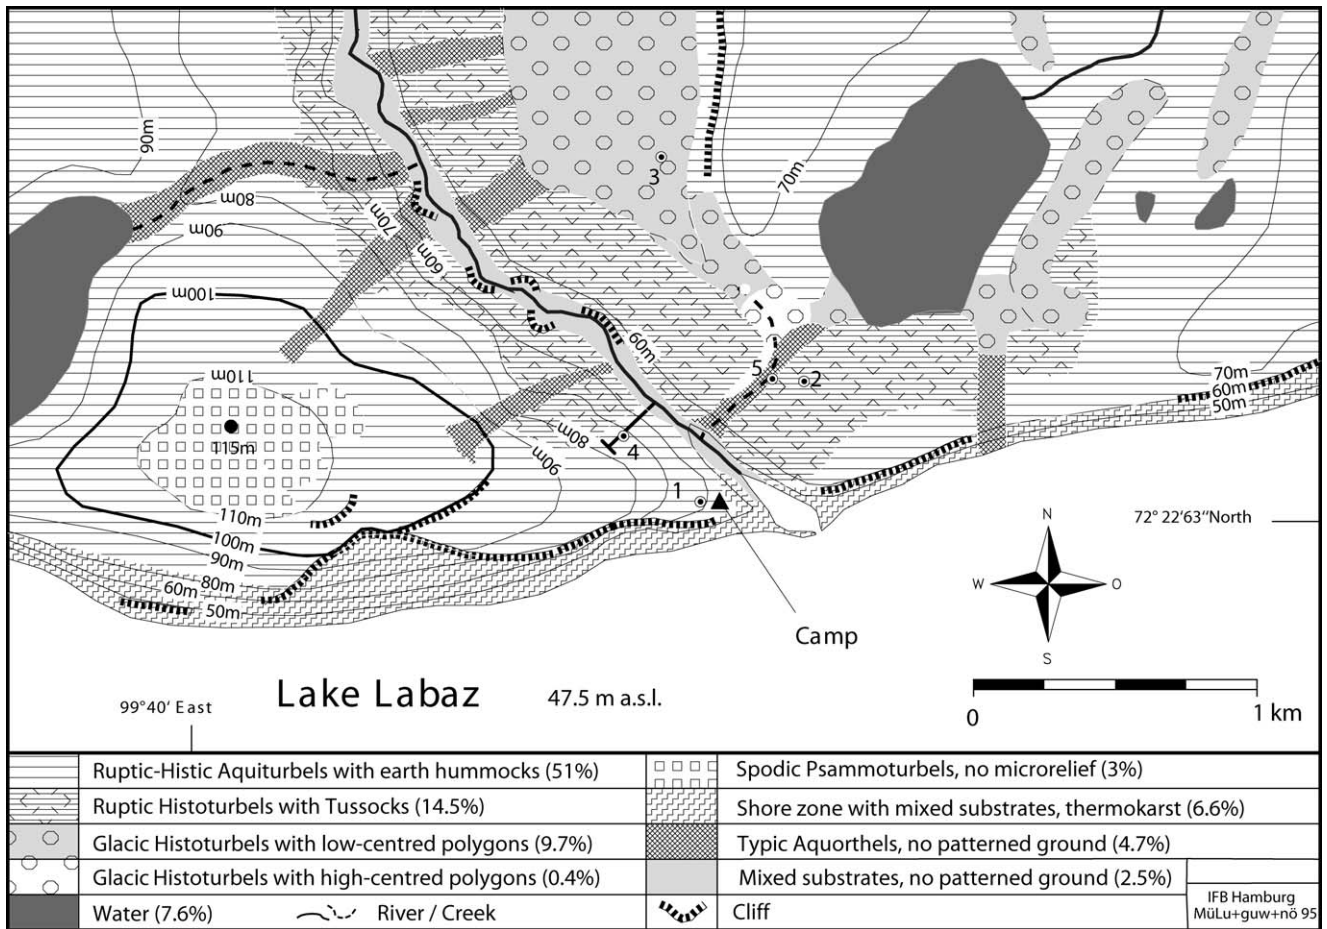 90m
80m
90m
70m
60m
100m
110m
115m
110m
100m
90m
80m
60m
50m
90m
80m
60m
3
70m
5
2
4
1
70m
60m
50m
72° 22'63''North
N
W
O
S
Camp
Lake Labaz
47.5 m a.s.l.
99°40' East
0
1 km
Ruptic-Histic Aquiturbels with earth hummocks (51%)
Ruptic Histoturbels with Tussocks (14.5%)
Glacic Histoturbels with low-centred polygons (9.7%)
Glacic Histoturbels with high-centred polygons (0.4%)
Water (7.6%)
River / Creek
Spodic Psammoturbels, no microrelief (3%)
Shore zone with mixed substrates, thermokarst (6.6%)
Typic Aquorthels, no patterned ground (4.7%)
Mixed substrates, no patterned ground (2.5%)
Cliff
IFB Hamburg
MüLu+guw+nö 95